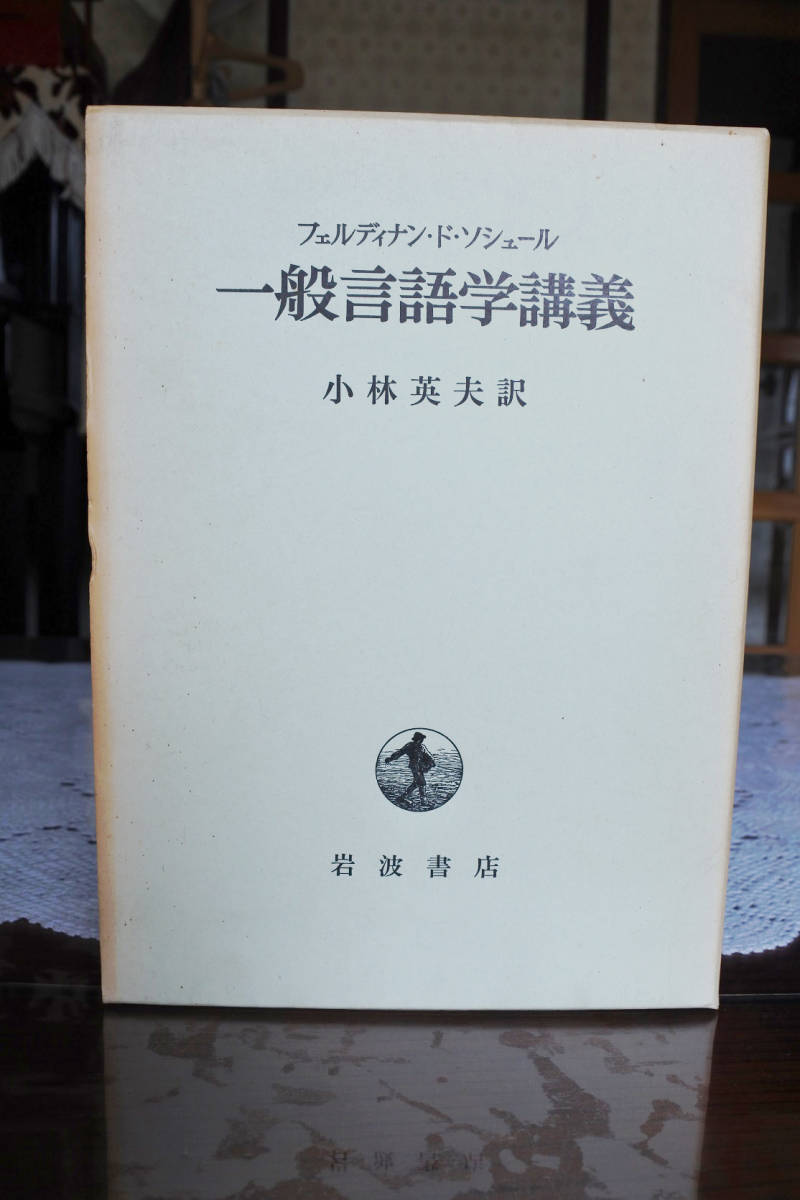 フェルディナン・ド・ソシュール
一般言語学講義
小林英夫訳
岩波書店